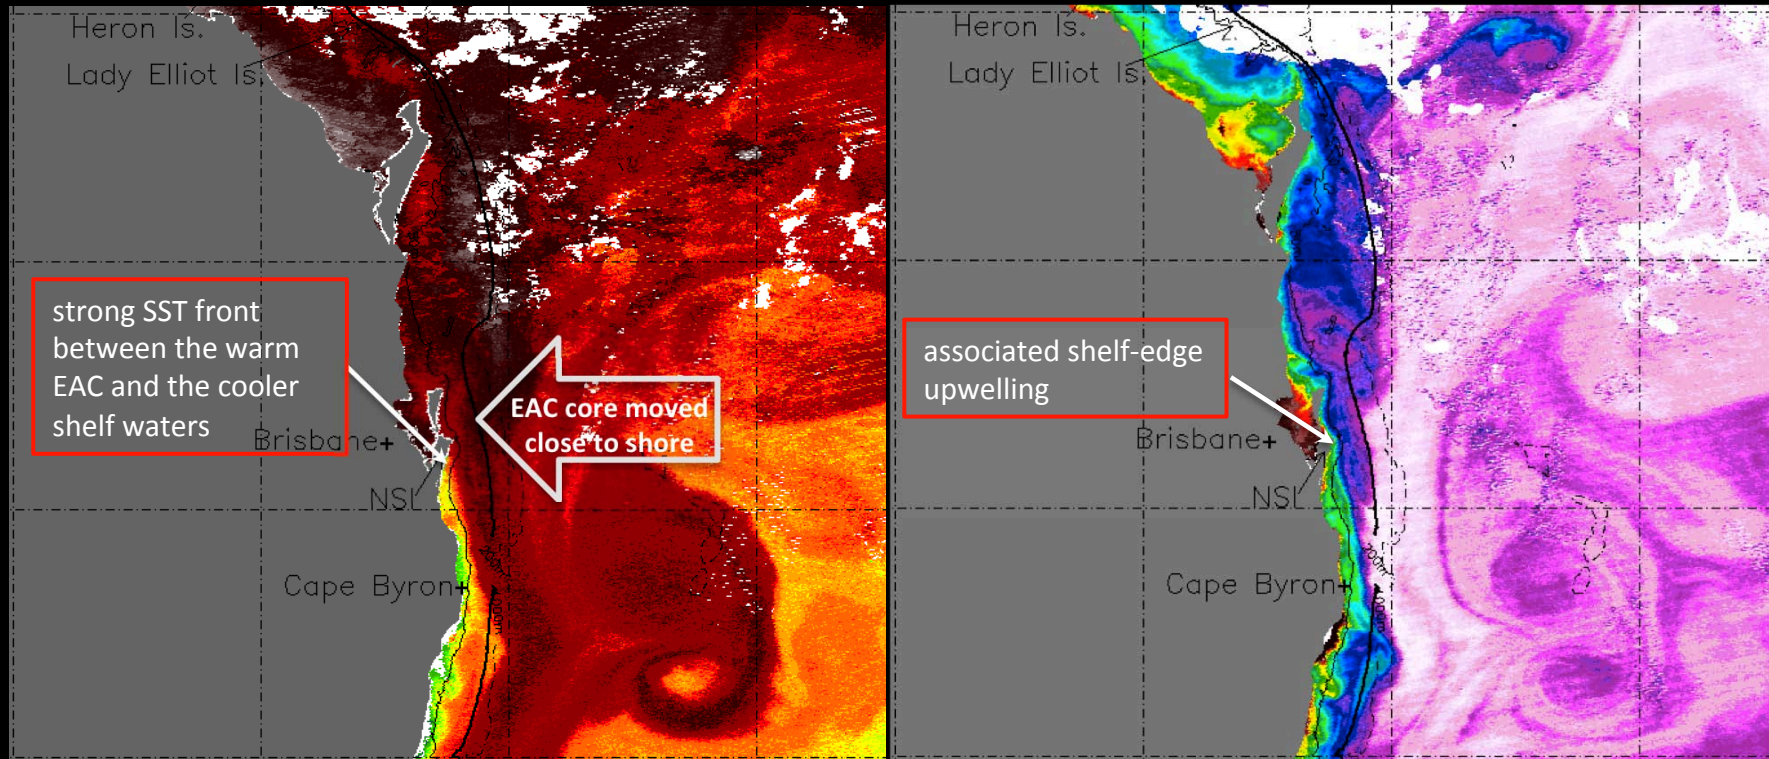 Heron Is.
Lady Elliot Is.
strong SST front
between the warm
EAC and the cooler
shelf waters
EAC core moved
close to shore
Brisbane+
NSI
Cape Byron+
Heron Is.
Lady Elliot Is.
associated shelf-edge
upwelling
Brisbane+
NSI
Cape Byron+